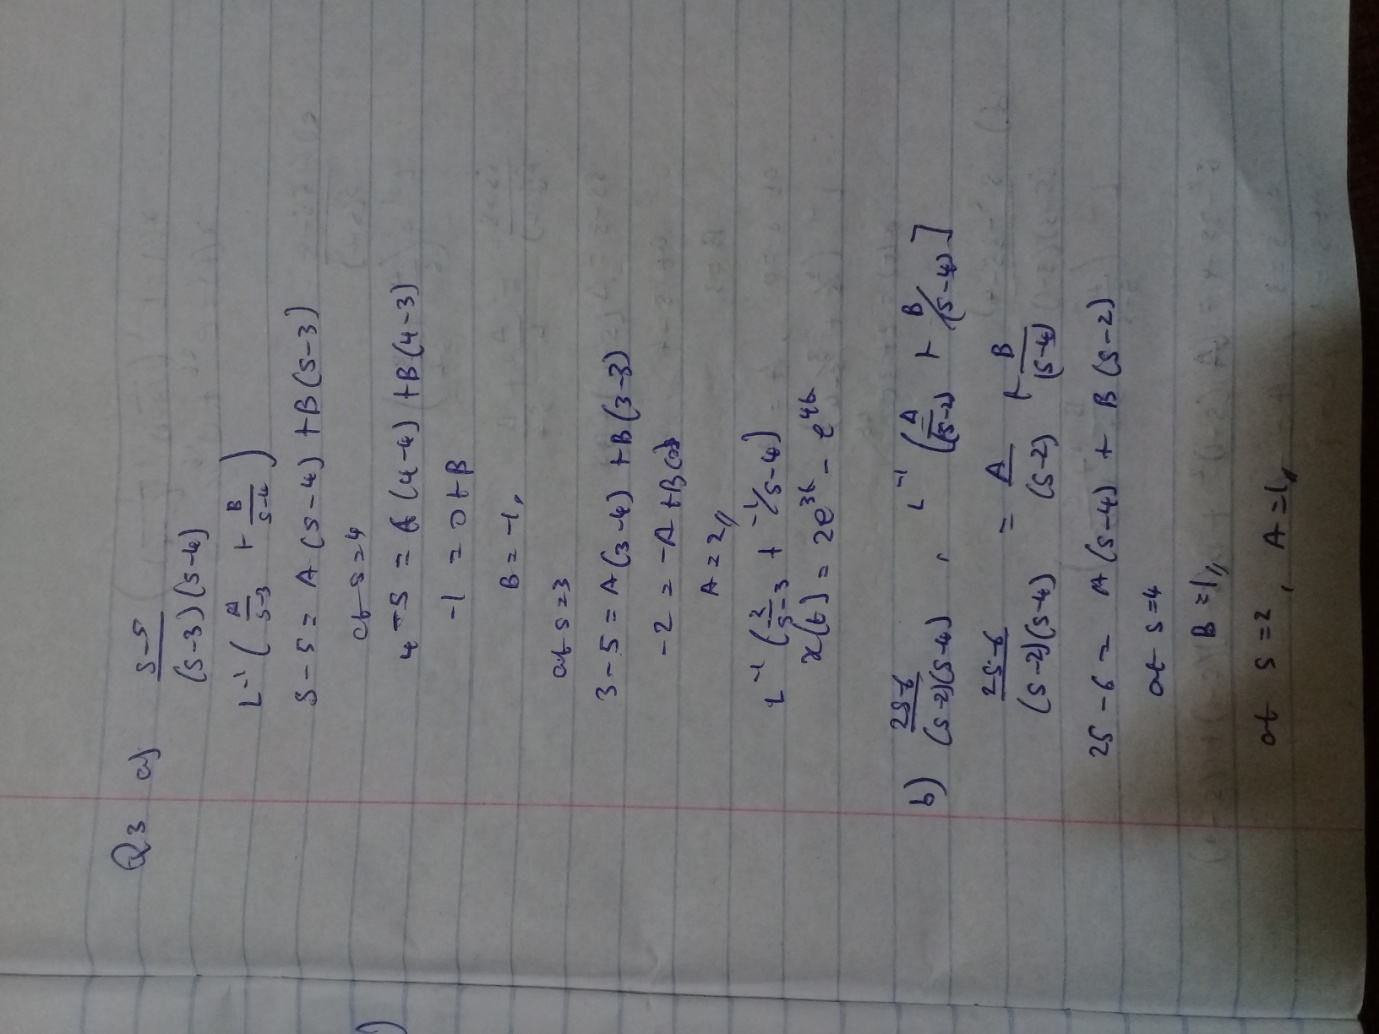 Q3 a) S-5
(S-3)(S-4)
L⁻¹ ( A/S-3 + B/S-4 )
S-5 = A(S-4) + B(S-3)
at S=4
4-5 = A(4-4) + B(4-3)
-1 = 0 + B
B = -1,,
at S=3
3-5 = A(3-4) + B(3-3)
-2 = -A + B(0)
A = 2,,
L⁻¹ ( 2/S-3 + -1/S-4)
x(t) = 2e³ᵗ - e⁴ᵗ
b) 2S-6/(S-2)(S-4) , L⁻¹ ( A/(S-2) + B/(S-4) ]
2S-6/(S-2)(S-4) = A/(S-2) + B/(S-4)
2S-6 = A(S-4) + B(S-2)
at S=4
B=1,,
at S=2, A=1,,